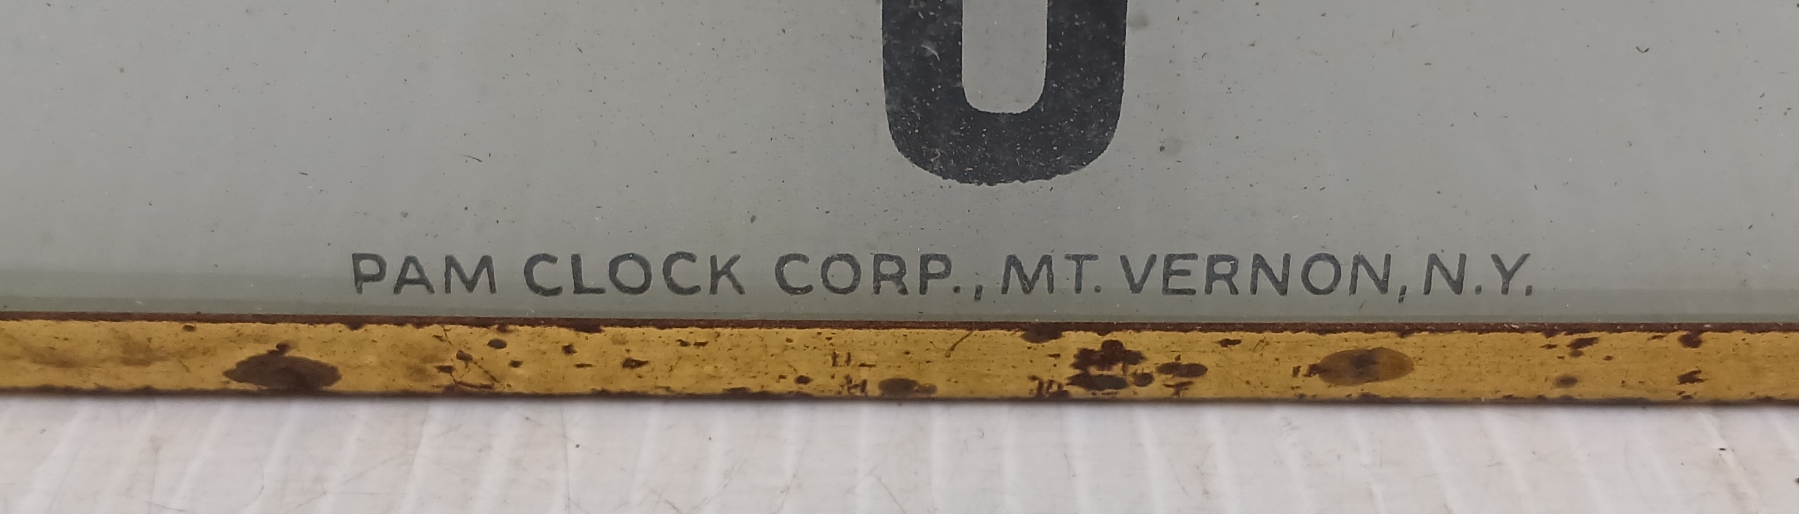 PAM CLOCK CORP., MT. VERNON, N.Y.